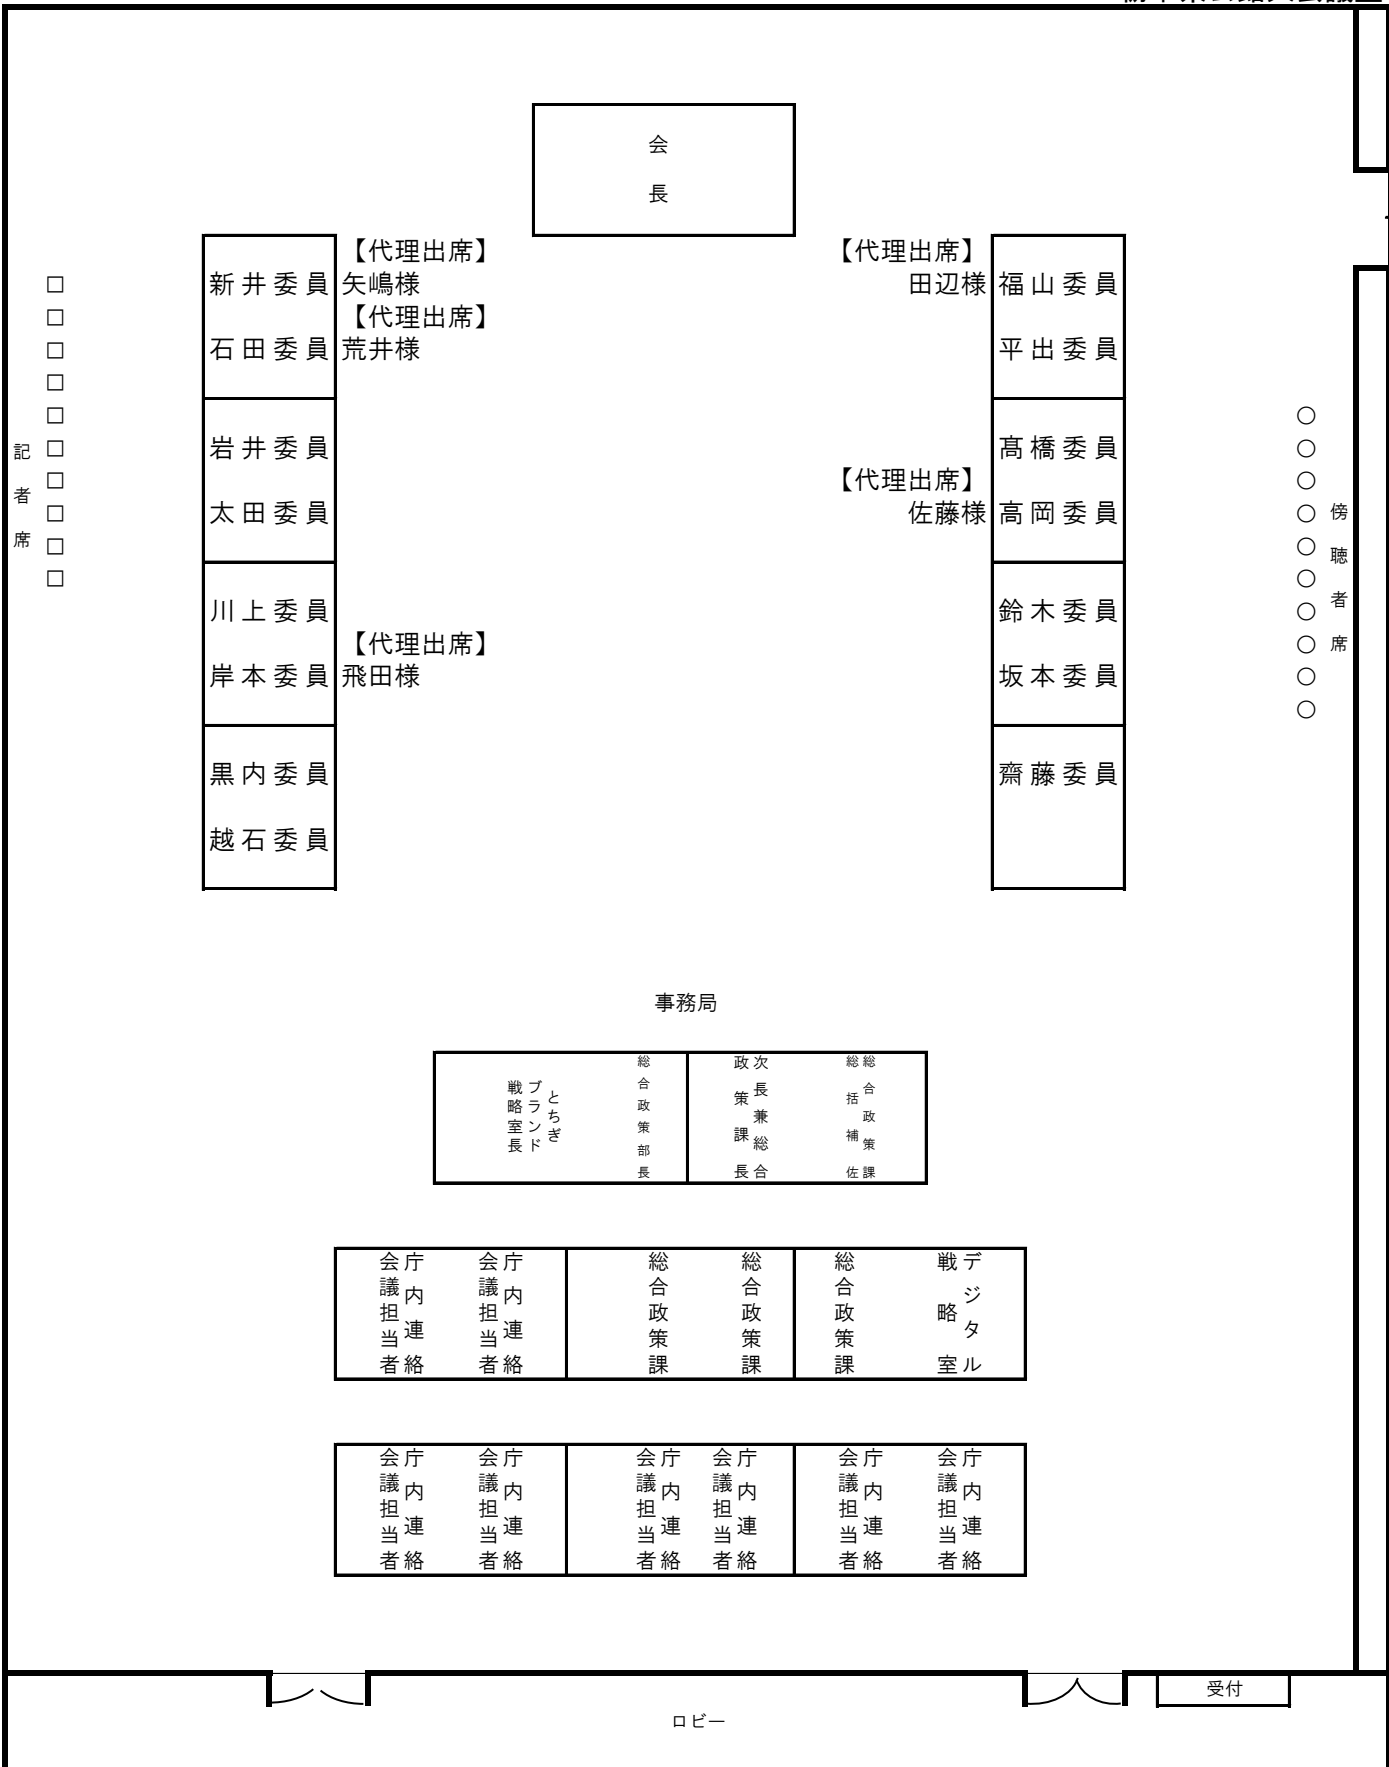 会長
【代理出席】
新井委員 矢嶋様
【代理出席】
石田委員 荒井様
岩井委員
太田委員
川上委員
【代理出席】
岸本委員 飛田様
黒内委員
越石委員
【代理出席】
田辺様 福山委員
平出委員
髙橋委員
【代理出席】
佐藤様 高岡委員
鈴木委員
坂本委員
齋藤委員
記者席
□
□
□
□
□
□
□
□
□
□
○
○
○
○
○
○
○
○
○
○
傍聴者席
事務局
とちぎ
ブランド
戦略室長
総合政策部長
次長兼総合
政策課長
総合政策課
総括補佐
庁内連絡
会議担当者
庁内連絡
会議担当者
総合政策課
総合政策課
総合政策課
デジタル
戦略室
庁内連絡
会議担当者
庁内連絡
会議担当者
庁内連絡
会議担当者
庁内連絡
会議担当者
庁内連絡
会議担当者
庁内連絡
会議担当者
受付
ロビー